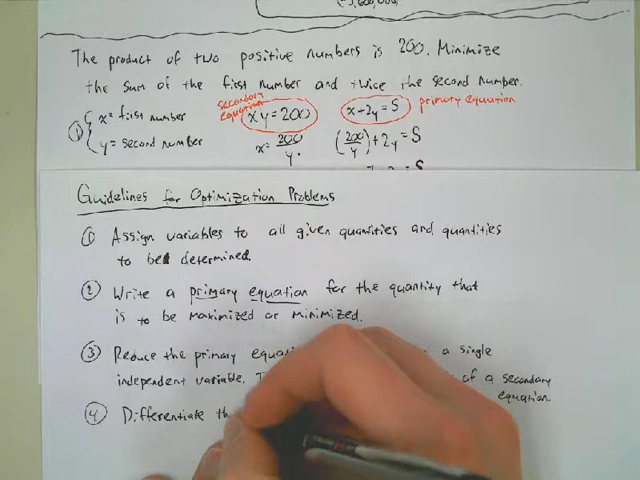 The product of two positive numbers is 200. Minimize
the sum of the first number and twice the second number.
secondary
equation xy=200 x+2y=S primary equation
① { x= first number
y= second number
x= 200/y. (200/y)+2y=S
Guidelines for Optimization Problems
① Assign variables to all given quantities and quantities
to be determined.
② Write a primary equation for the quantity that
is to be maximized or minimized.
③ Reduce the primary a single
independent variable. of a secondary
equation.
④ Differentiate